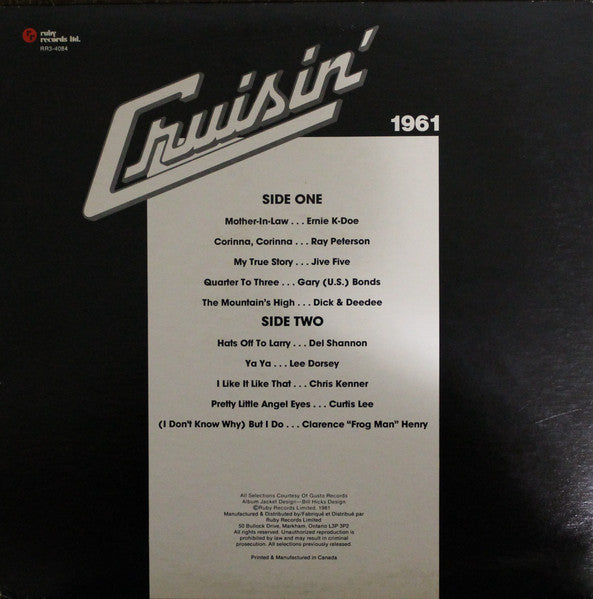 ruby
records ltd.
RR3-4084
Cruisin'
1961
SIDE ONE
Mother-In-Law . . . Ernie K-Doe
Corinna, Corinna . . . Ray Peterson
My True Story . . . Jive Five
Quarter To Three . . . Gary (U.S.) Bonds
The Mountain's High . . . Dick & Deedee
SIDE TWO
Hats Off To Larry . . . Del Shannon
Ya Ya . . . Lee Dorsey
I Like It Like That . . . Chris Kenner
Pretty Little Angel Eyes . . . Curtis Lee
(I Don't Know Why) But I Do . . . Clarence "Frog Man" Henry
All Selections Courtesy Of Gusto Records
Album Jacket Design—Bill Hicks Design
©Ruby Records Limited, 1981
Manufactured & Distributed by/Fabriqué et Distribué par
Ruby Records Limited
50 Bullock Drive, Markham, Ontario L3P 3P2
All rights reserved. Unauthorized reproduction is
prohibited by law and may result in criminal
prosecution. All selections previously released.
Printed & Manufactured in Canada